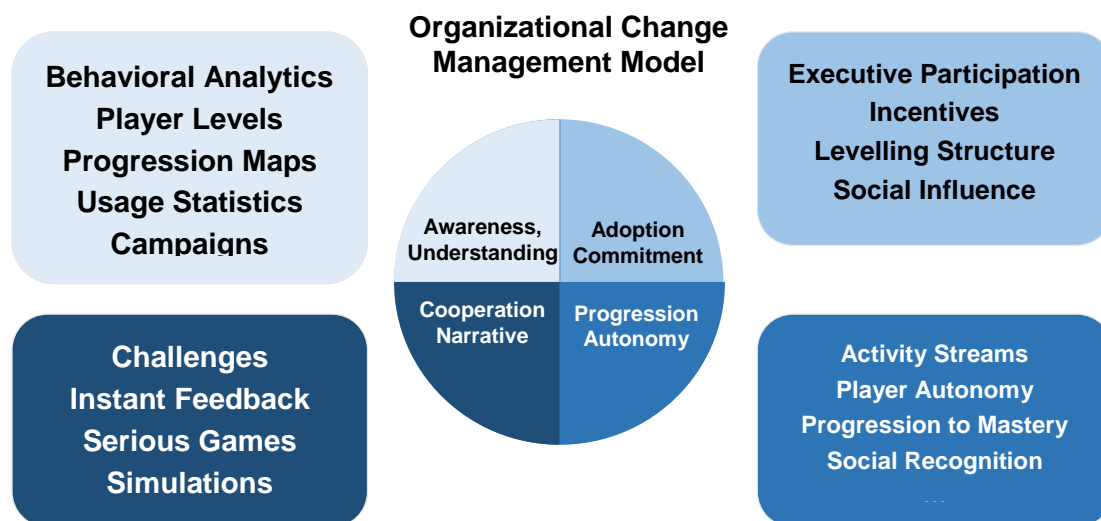 Organizational Change
Management Model
Behavioral Analytics
Player Levels
Progression Maps
Usage Statistics
Campaigns
Executive Participation
Incentives
Levelling Structure
Social Influence
Awareness,
Understanding
Adoption
Commitment
Cooperation
Narrative
Progression
Autonomy
Challenges
Instant Feedback
Serious Games
Simulations
Activity Streams
Player Autonomy
Progression to Mastery
Social Recognition